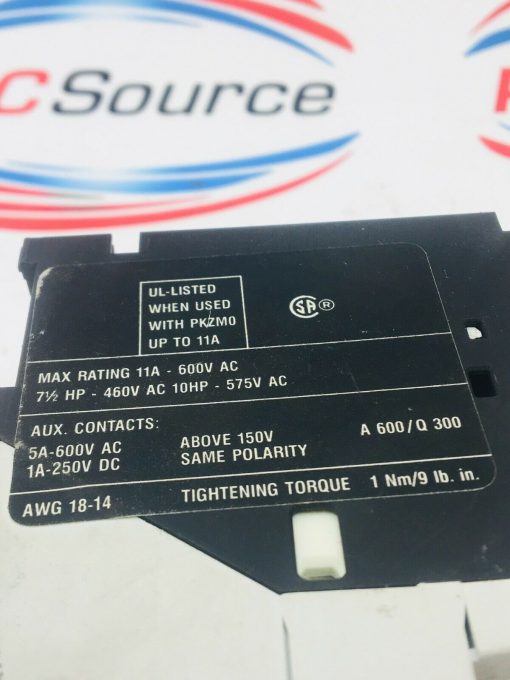 CSource
UL-LISTED
WHEN USED
WITH PKZM0
UP TO 11A
SA ®
MAX RATING 11A - 600V AC
7½ HP - 460V AC 10HP - 575V AC
AUX. CONTACTS:
5A-600V AC
1A-250V DC
ABOVE 150V
SAME POLARITY
A 600/Q 300
AWG 18-14
TIGHTENING TORQUE 1 Nm/9 lb. in.